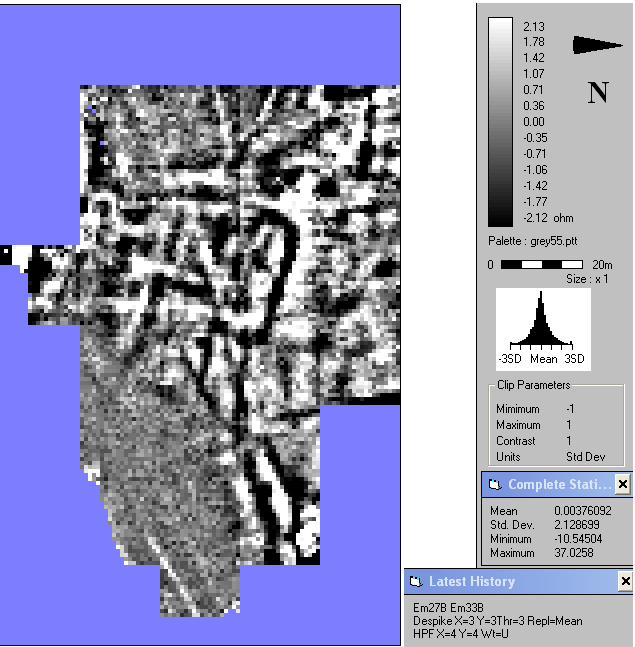 2.13
1.78
1.42
1.07
0.71
0.36
0.00
-0.35
-0.71
-1.06
-1.42
-1.77
-2.12 ohm
N
Palette : grey55.ptt
0 20m
Size : x 1
-3SD Mean 3SD
Clip Parameters
Minimum -1
Maximum 1
Contrast 1
Units Std Dev
Complete Stati...
Mean 0.00376092
Std. Dev. 2.128699
Minimum -10.54504
Maximum 37.0258
Latest History
Em27B Em33B
Despike X=3 Y=3Thr=3 Repl=Mean
HPF X=4 Y=4 Wt=U